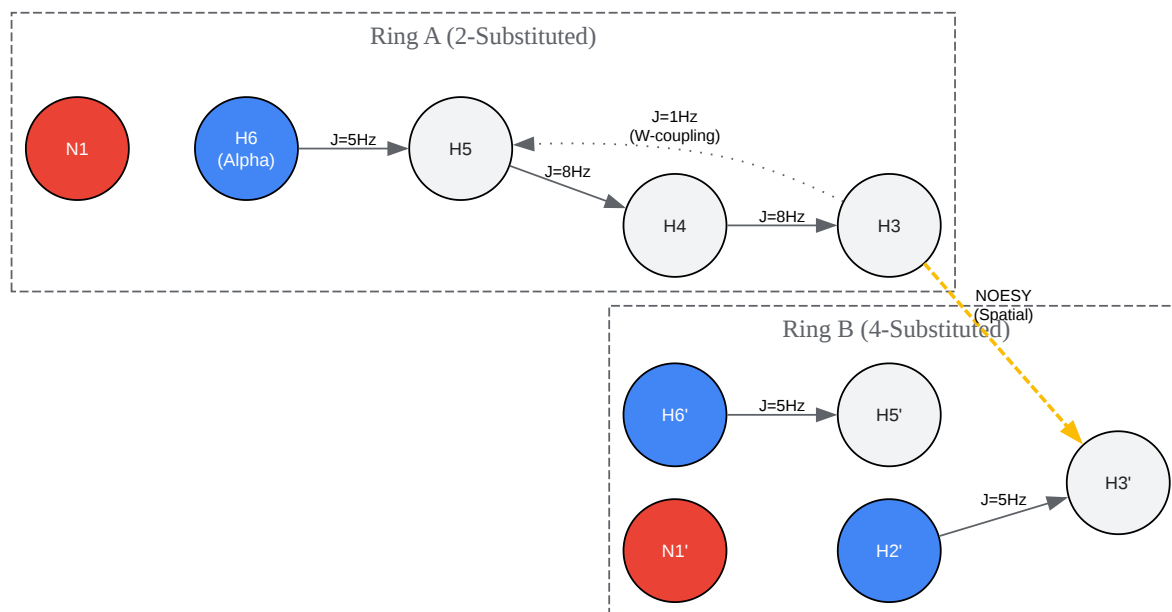 Ring A (2-Substituted)
N1
H6
(Alpha)
J=5Hz
H5
J=1Hz
(W-coupling)
J=8Hz
H4
J=8Hz
H3
NOESY
(Spatial)
Ring B (4-Substituted)
H6'
J=5Hz
H5'
H3'
J=5Hz
N1'
H2'